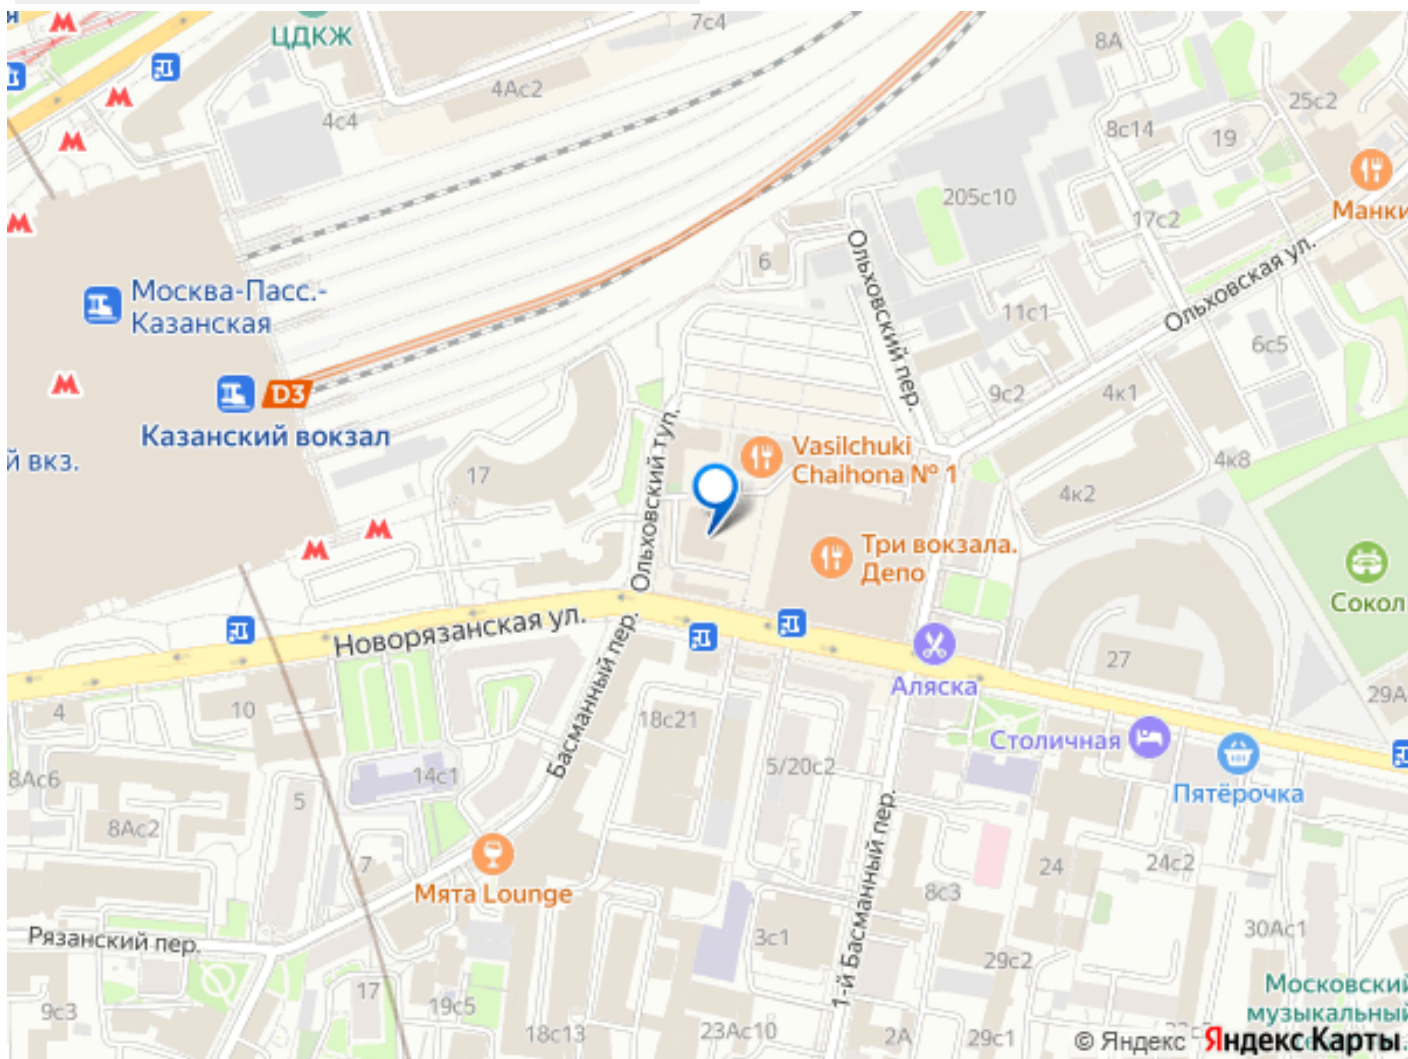 я
ЦДКЖ
7с4
8А
4Ас2
4с4
25с2
8с14
19
Манки
205с10
17с2
6
Ольховский пер.
Ольховская ул.
Москва-Пасс.-
Казанская
11с1
6с5
D3
9с2
4к1
Казанский вокзал
й вкз.
Ольховский туп.
Vasilchuki
Chaihona № 1
17
4к8
4к2
Три вокзала.
Депо
Сокол
Новорязанская ул.
Басманный пер.
27
Аляска
29А
4
10
18с21
Столичная
5/20с2
Пятёрочка
8Ас6
14с1
5
8Ас2
7
1-й Басманный пер.
24
24с2
Мята Lounge
8с3
Рязанский пер.
3с1
30Ас1
29с2
17
Московский
музыкальный
9с3
19с5
18с13
23Ас10
2А
29с1
© Яндекс
Яндекс Карты